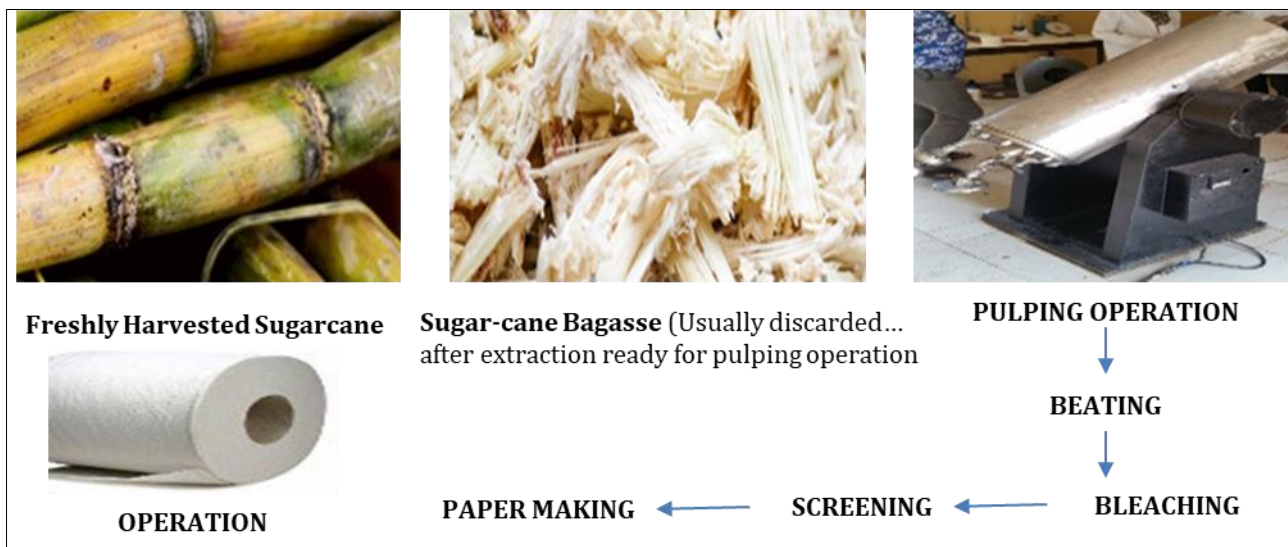 Freshly Harvested Sugarcane
Sugar-cane Bagasse (Usually discarded...
after extraction ready for pulping operation
PULPING OPERATION
BEATING
BLEACHING
SCREENING
PAPER MAKING
OPERATION